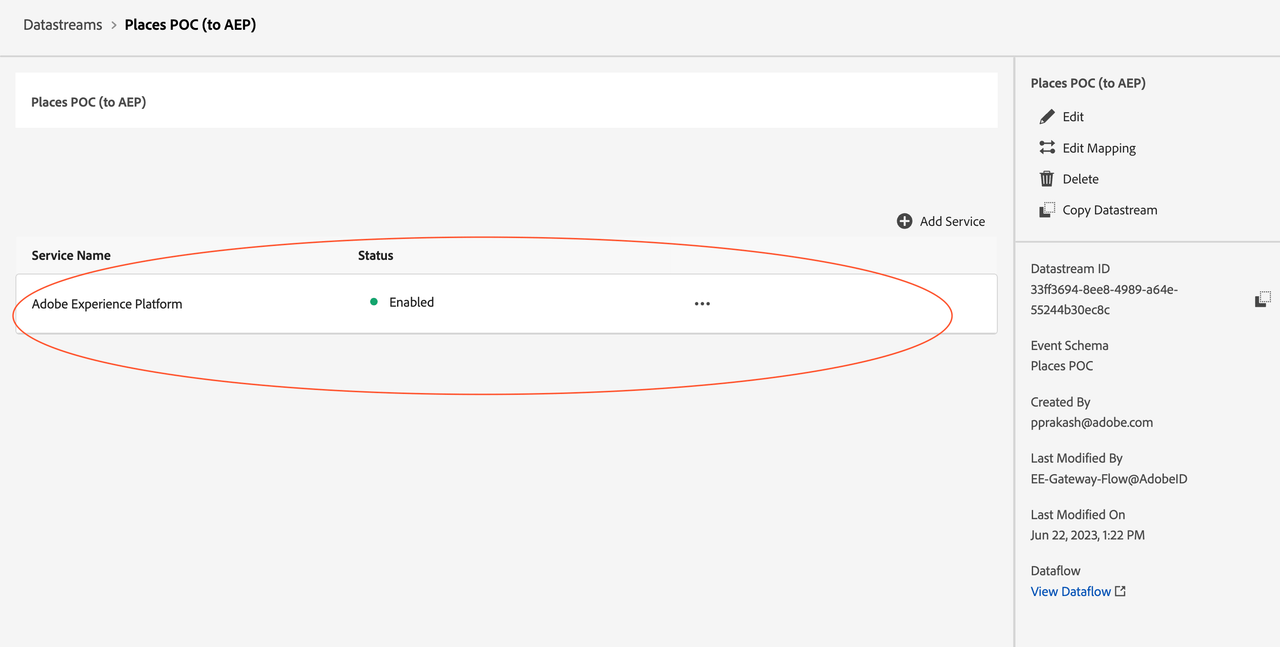 Datastreams > Places POC (to AEP)
Places POC (to AEP)
Add Service
Service Name Status
Adobe Experience Platform Enabled
Places POC (to AEP)
Edit
Edit Mapping
Delete
Copy Datastream
Datastream ID
33ff3694-8ee8-4989-a64e-
55244b30ec8c
Event Schema
Places POC
Created By
pprakash@adobe.com
Last Modified By
EE-Gateway-Flow@AdobeID
Last Modified On
Jun 22, 2023, 1:22 PM
Dataflow
View Dataflow